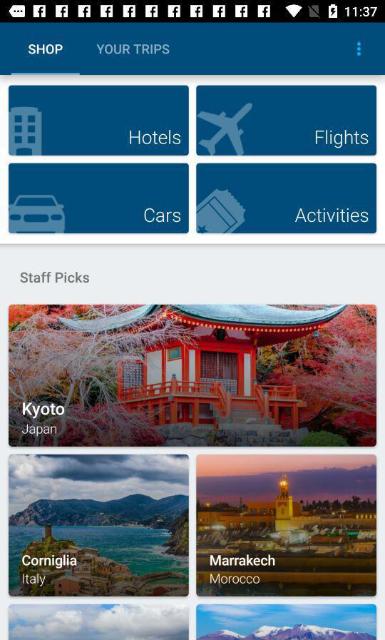 11:37
SHOP
YOUR TRIPS
Hotels
Flights
Cars
Activities
Staff Picks
Kyoto
Japan
Corniglia
Italy
Marrakech
Morocco